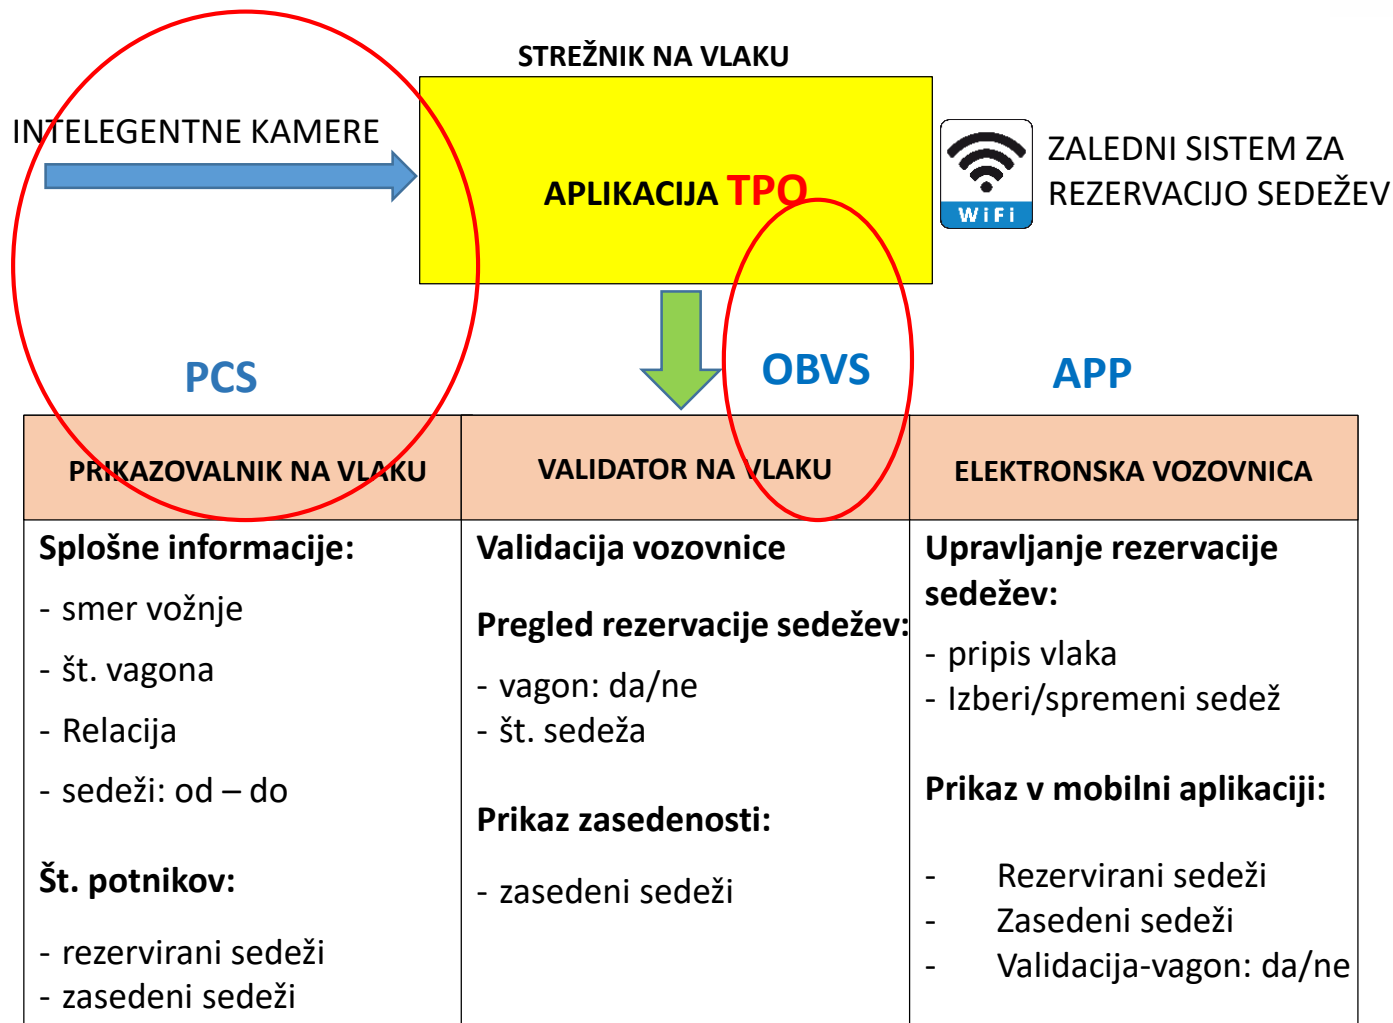 STREŽNIK NA VLAKU
INTELEGENTNE KAMERE
APLIKACIJA TPO
WiFi
ZALEDNI SISTEM ZA
REZERVACIJO SEDEŽEV
PCS
OBVS
APP
PRIKAZOVALNIK NA VLAKU
VALIDATOR NA VLAKU
ELEKTRONSKA VOZOVNICA
Splošne informacije:
- smer vožnje
- št. vagona
- Relacija
- sedeži: od – do
Št. potnikov:
- rezervirani sedeži
- zasedeni sedeži
Validacija vozovnice
Pregled rezervacije sedežev:
- vagon: da/ne
- št. sedeža
Prikaz zasedenosti:
- zasedeni sedeži
Upravljanje rezervacije
sedežev:
- pripis vlaka
- Izberi/spremeni sedež
Prikaz v mobilni aplikaciji:
- Rezervirani sedeži
- Zasedeni sedeži
- Validacija-vagon: da/ne